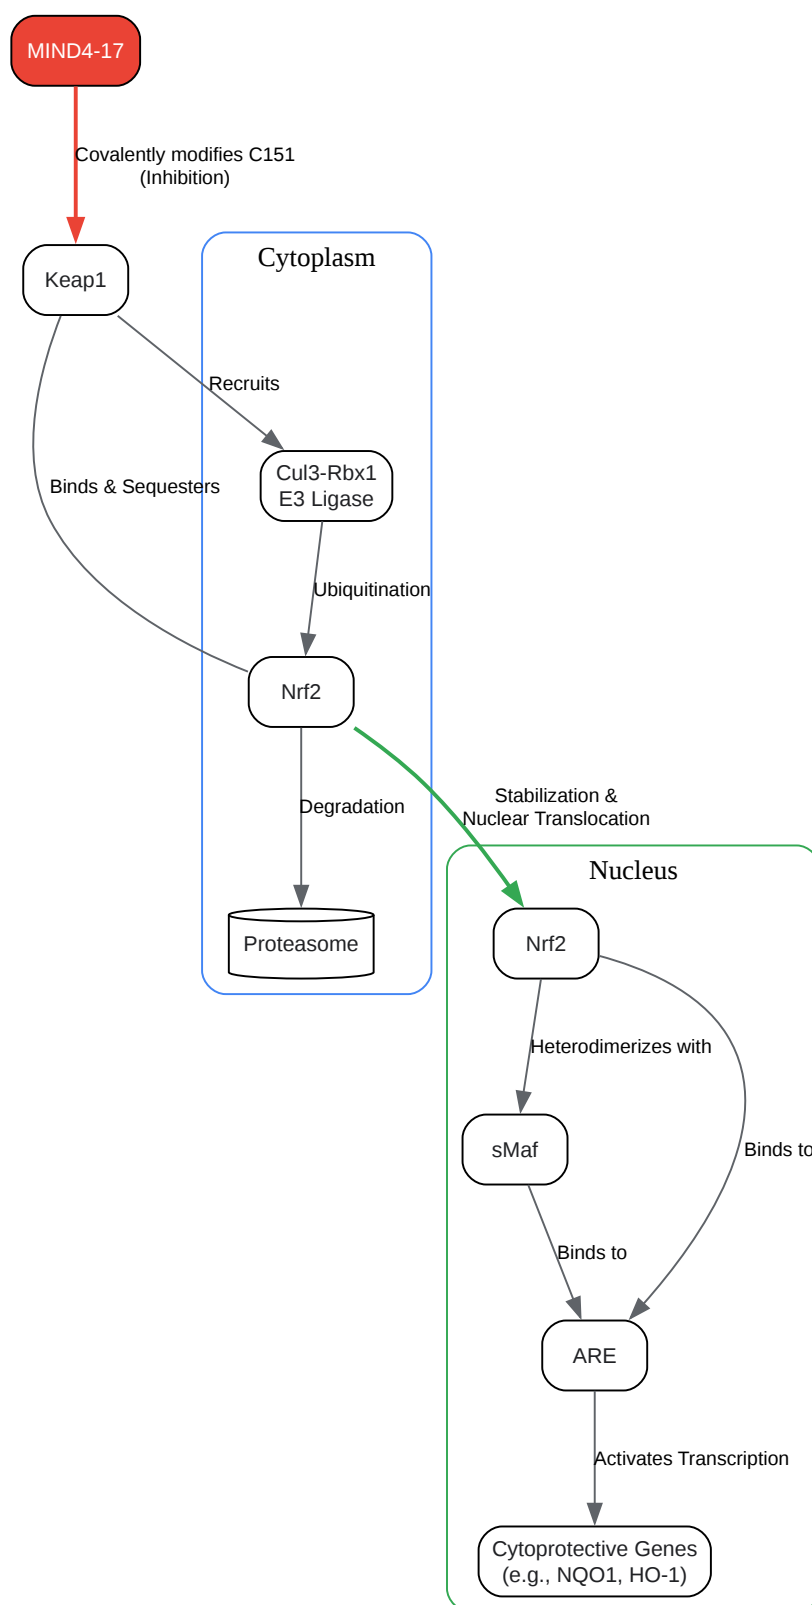 MIND4-17
Covalently modifies C151
(Inhibition)
Cytoplasm
Keap1
Recruits
Cul3-Rbx1
E3 Ligase
Binds & Sequesters
Ubiquitination
Nrf2
Degradation
Stabilization &
Nuclear Translocation
Nucleus
Proteasome
Nrf2
Heterodimerizes with
sMaf
Binds to
Binds to
ARE
Activates Transcription
Cytoprotective Genes
(e.g., NQO1, HO-1)